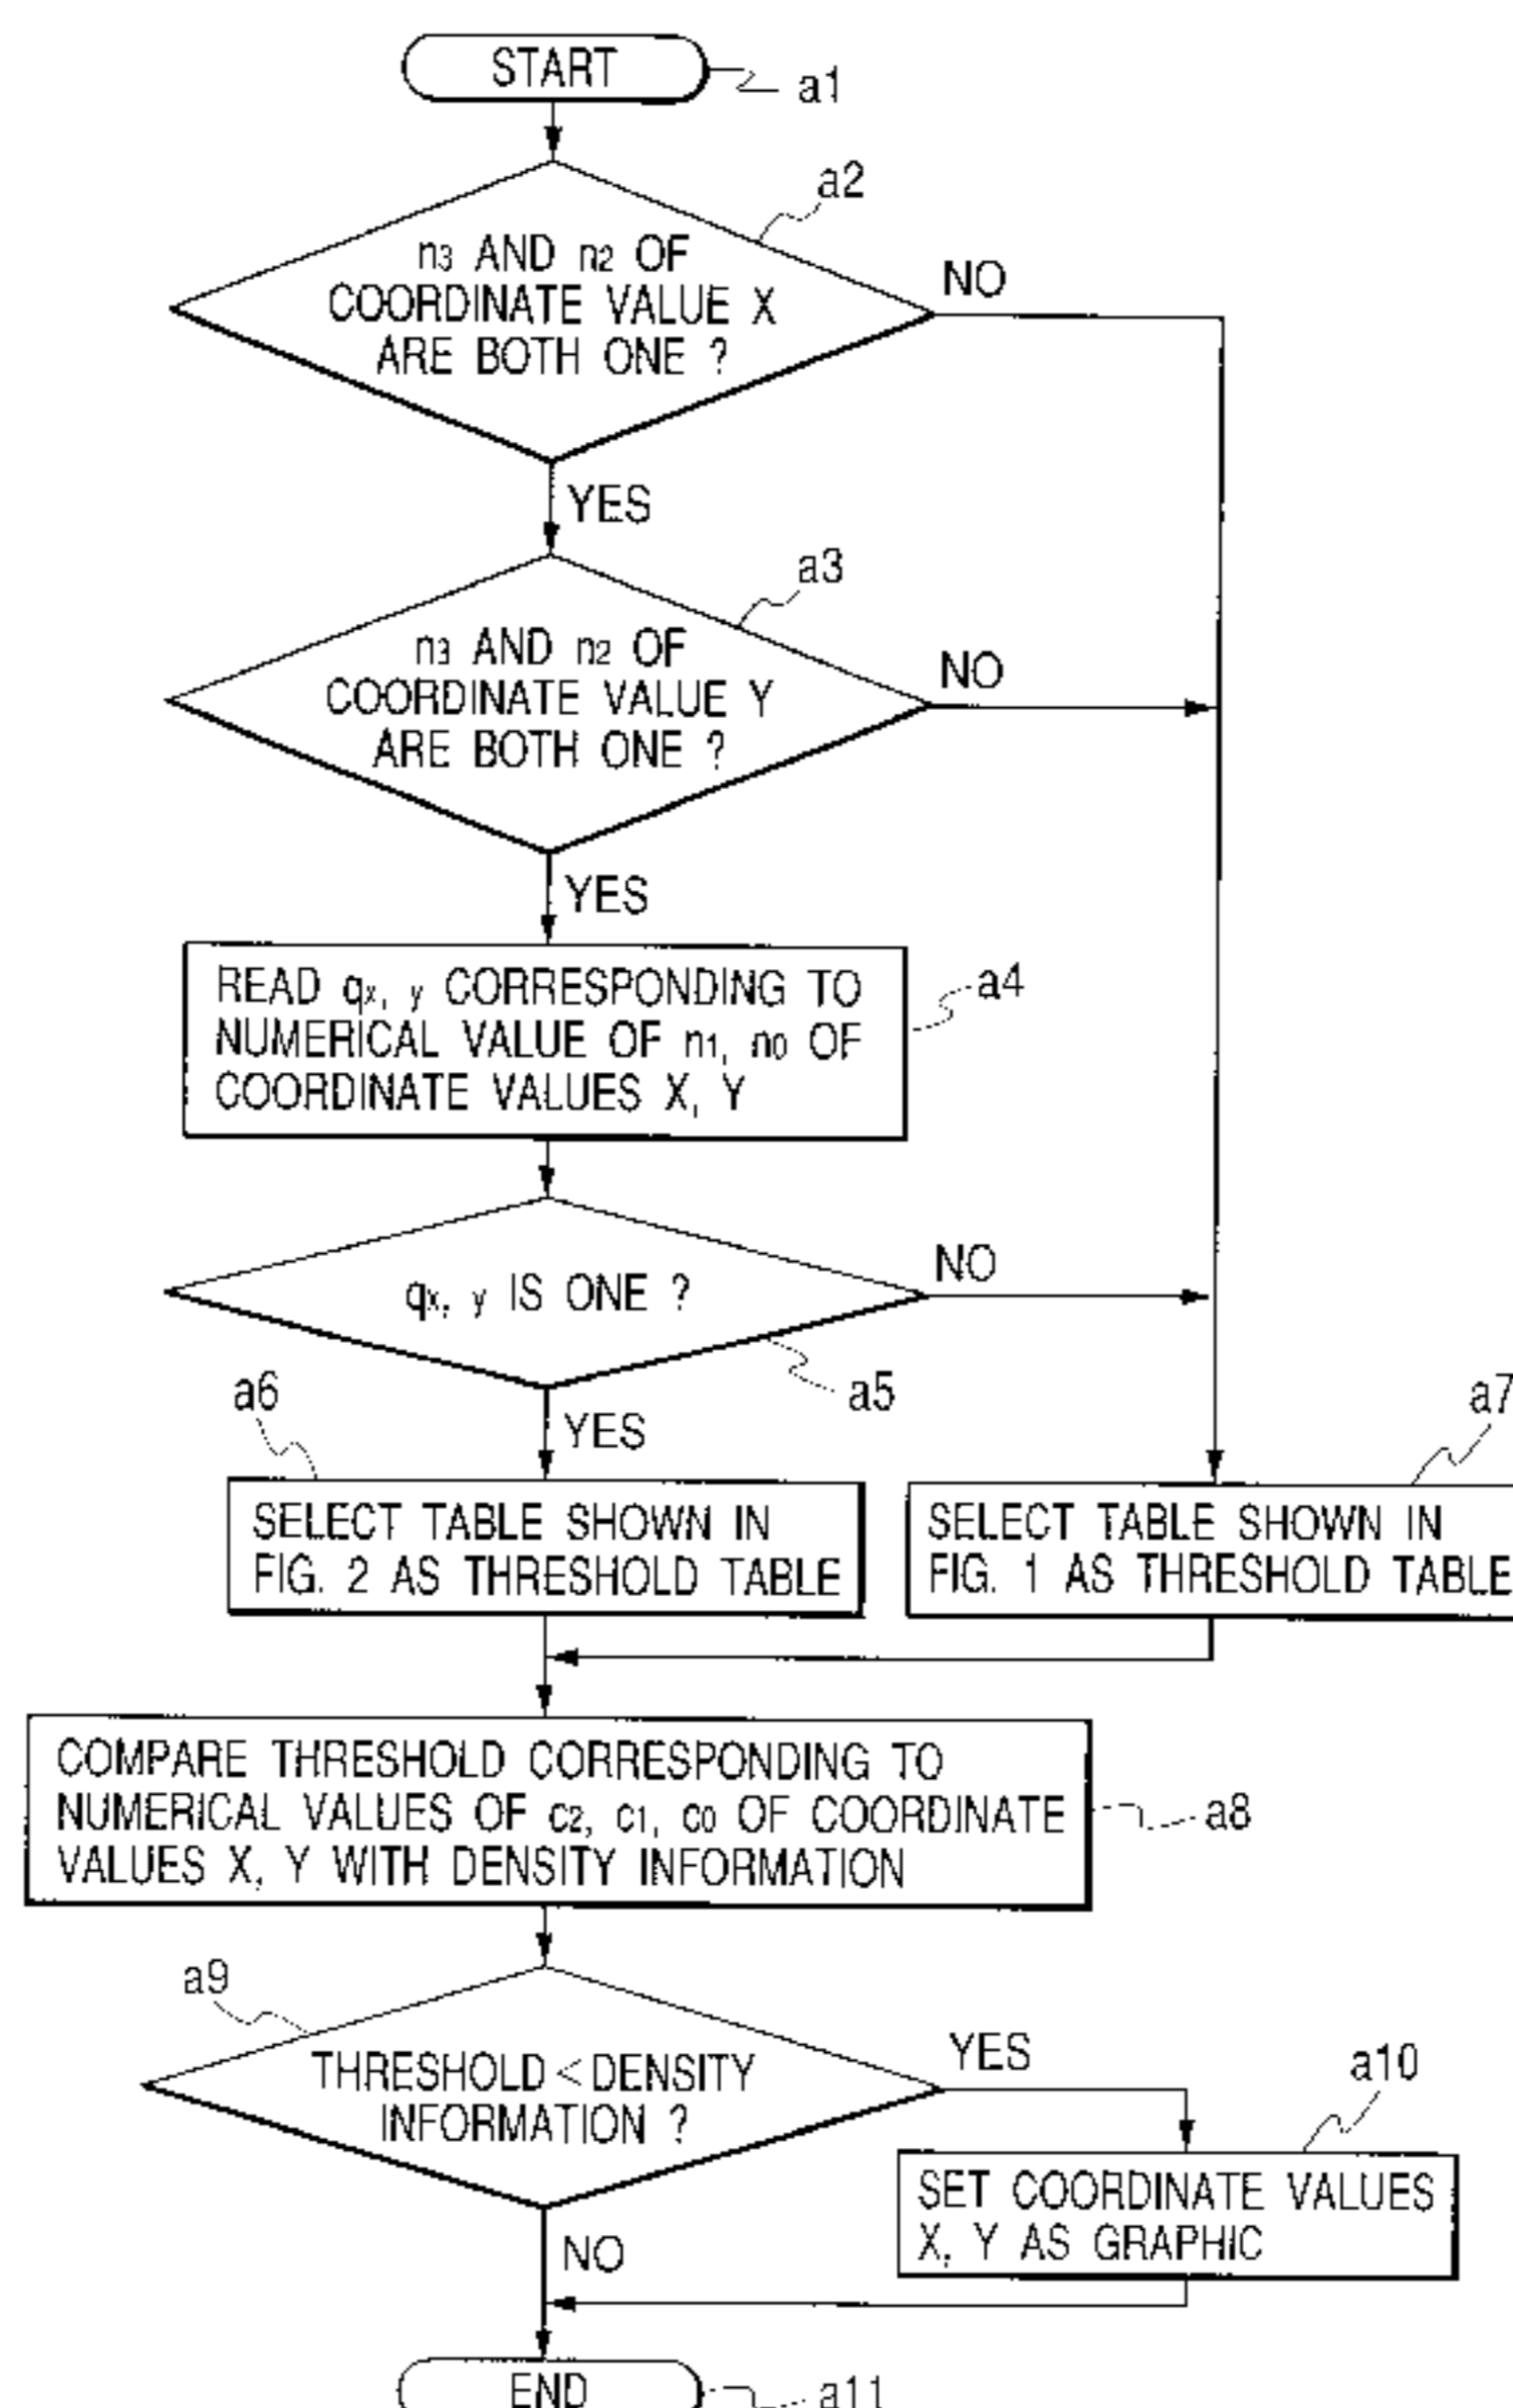 START
a1
a2
n3 AND n2 OF
COORDINATE VALUE X
ARE BOTH ONE ?
NO
YES
a3
n3 AND n2 OF
COORDINATE VALUE Y
ARE BOTH ONE ?
NO
YES
READ qx, y CORRESPONDING TO
NUMERICAL VALUE OF n1, n0 OF
COORDINATE VALUES X, Y
a4
qx, y IS ONE ?
NO
a5
YES
a6
SELECT TABLE SHOWN IN
FIG. 2 AS THRESHOLD TABLE
a7
SELECT TABLE SHOWN IN
FIG. 1 AS THRESHOLD TABLE
COMPARE THRESHOLD CORRESPONDING TO
NUMERICAL VALUES OF c2, c1, c0 OF COORDINATE
VALUES X, Y WITH DENSITY INFORMATION
a8
a9
THRESHOLD < DENSITY
INFORMATION ?
YES
a10
SET COORDINATE VALUES
X, Y AS GRAPHIC
NO
END
a11